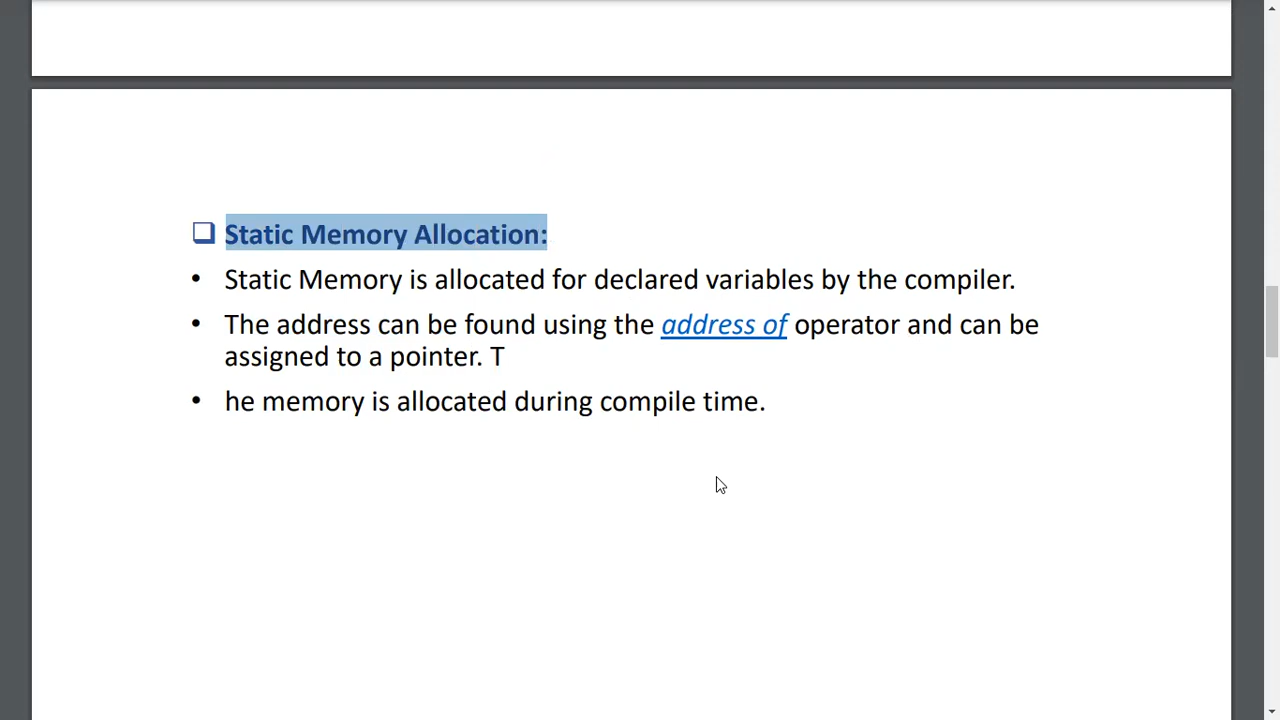 ❑ Static Memory Allocation:
• Static Memory is allocated for declared variables by the compiler.
• The address can be found using the address of operator and can be
assigned to a pointer. T
• he memory is allocated during compile time.